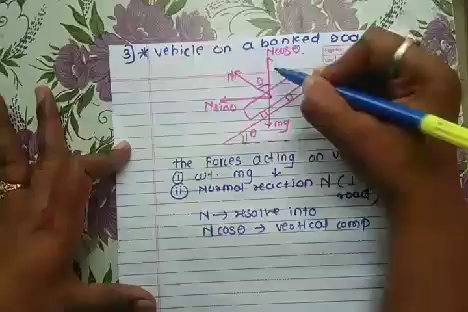 3) * vehicle on a banked road
N cosθ
N
θ
N sinθ
θ
mg
the Forces acting on
(i) wt. mg ↓
(ii) Normal reaction N (⊥
road)
N → resolve into
N cosθ → vertical comp